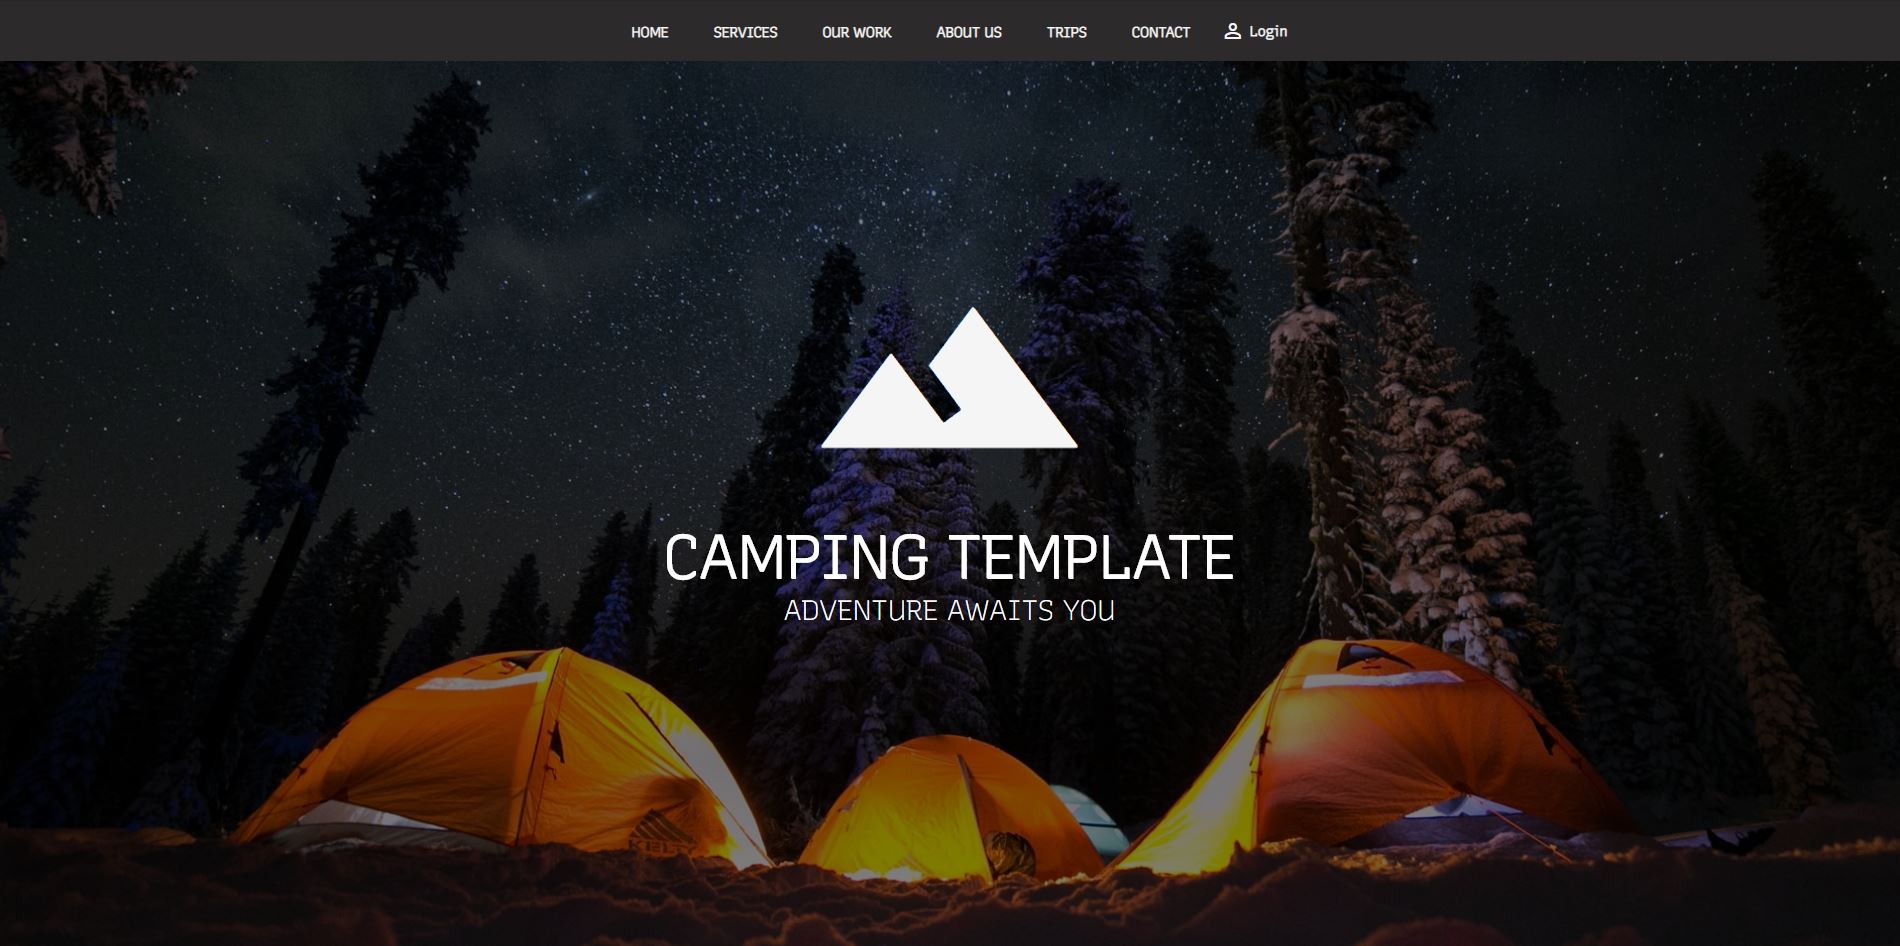 HOME SERVICES OUR WORK ABOUT US TRIPS CONTACT Login
CAMPING TEMPLATE
ADVENTURE AWAITS YOU
KELTY